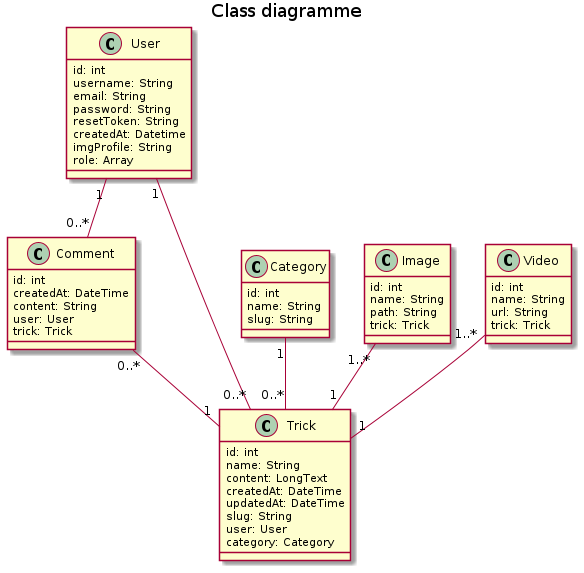 Class diagramme
C User
id: int
username: String
email: String
password: String
resetToken: String
createdAt: Datetime
imgProfile: String
role: Array
1
1
0..*
C Comment
id: int
createdAt: DateTime
content: String
user: User
trick: Trick
C Category
id: int
name: String
slug: String
C Image
id: int
name: String
path: String
trick: Trick
C Video
id: int
name: String
url: String
trick: Trick
0..*
1
1..*
1..*
1
0..*
0..*
1
1
C Trick
id: int
name: String
content: LongText
createdAt: DateTime
updatedAt: DateTime
slug: String
user: User
category: Category